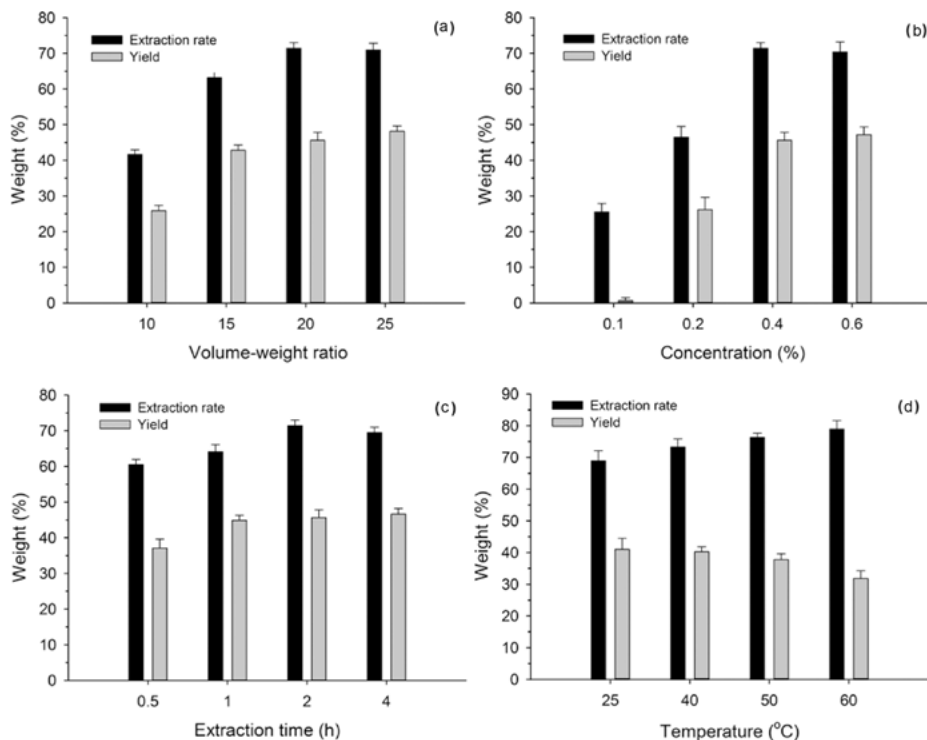 (a)
Extraction rate
Yield
Weight (%)
80
70
60
50
40
30
20
10
0
10 15 20 25
Volume-weight ratio
(b)
Extraction rate
Yield
Weight (%)
80
70
60
50
40
30
20
10
0
0.1 0.2 0.4 0.6
Concentration (%)
(c)
Extraction rate
Yield
Weight (%)
80
70
60
50
40
30
20
10
0
0.5 1 2 4
Extraction time (h)
(d)
Extraction rate
Yield
Weight (%)
90
80
70
60
50
40
30
20
10
0
25 40 50 60
Temperature (°C)